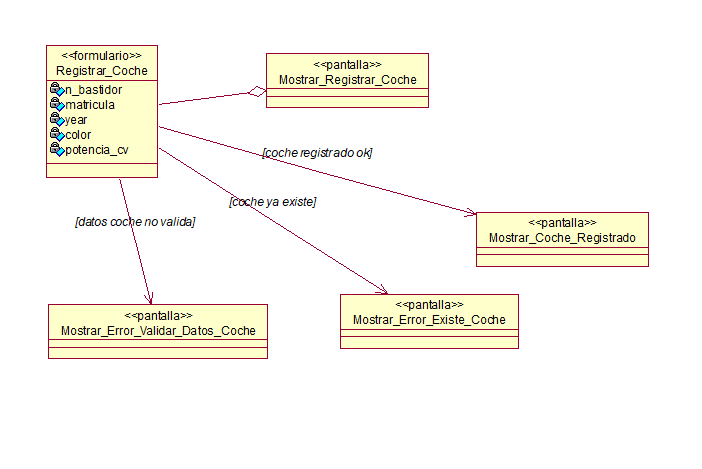 <<formulario>>
Registrar_Coche
n_bastidor
matricula
year
color
potencia_cv
<<pantalla>>
Mostrar_Registrar_Coche
[coche registrado ok]
[coche ya existe]
[datos coche no valida]
<<pantalla>>
Mostrar_Coche_Registrado
<<pantalla>>
Mostrar_Error_Validar_Datos_Coche
<<pantalla>>
Mostrar_Error_Existe_Coche